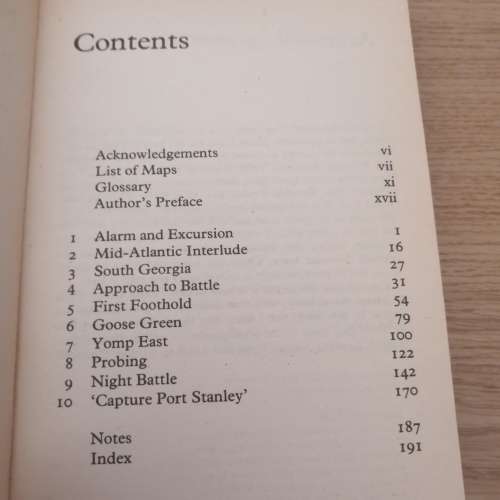 Contents
Acknowledgements vi
List of Maps vii
Glossary xi
Author's Preface xvii
1 Alarm and Excursion 1
2 Mid-Atlantic Interlude 16
3 South Georgia 27
4 Approach to Battle 31
5 First Foothold 54
6 Goose Green 79
7 Yomp East 100
8 Probing 122
9 Night Battle 142
10 'Capture Port Stanley' 170
Notes 187
Index 191